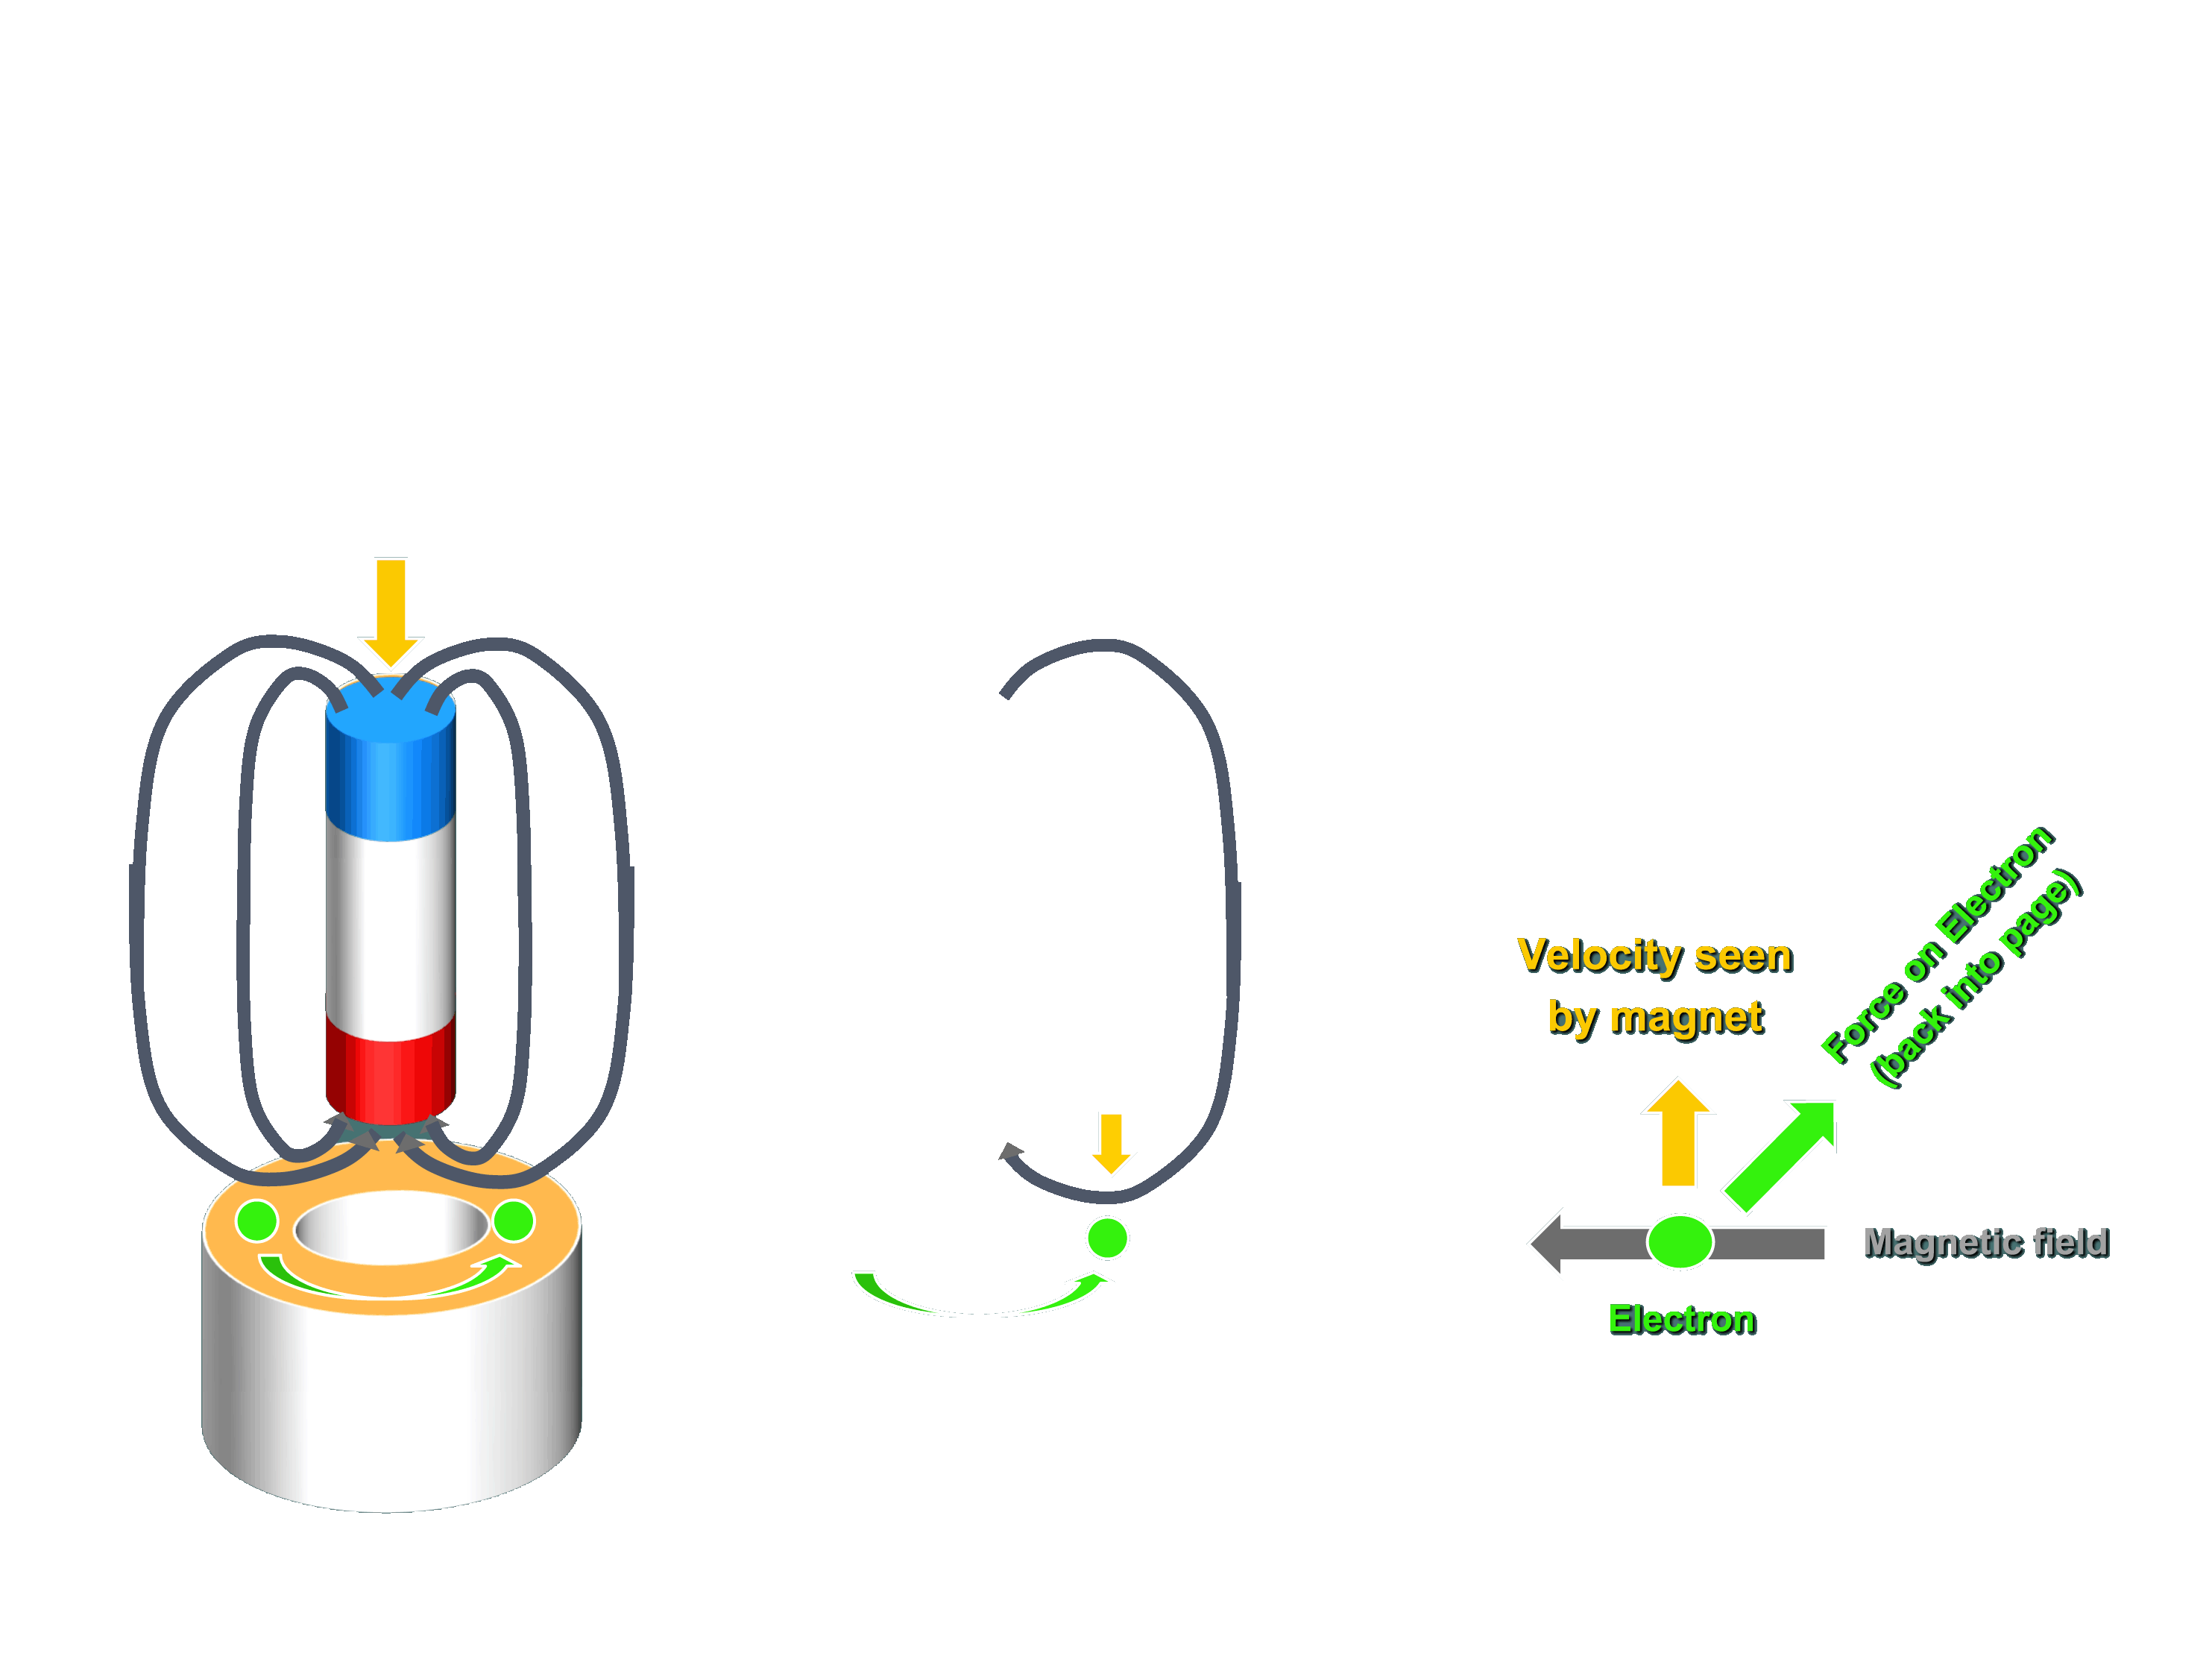 Velocity seen
by magnet
Force on Electron
(back into page)
Magnetic field
Electron